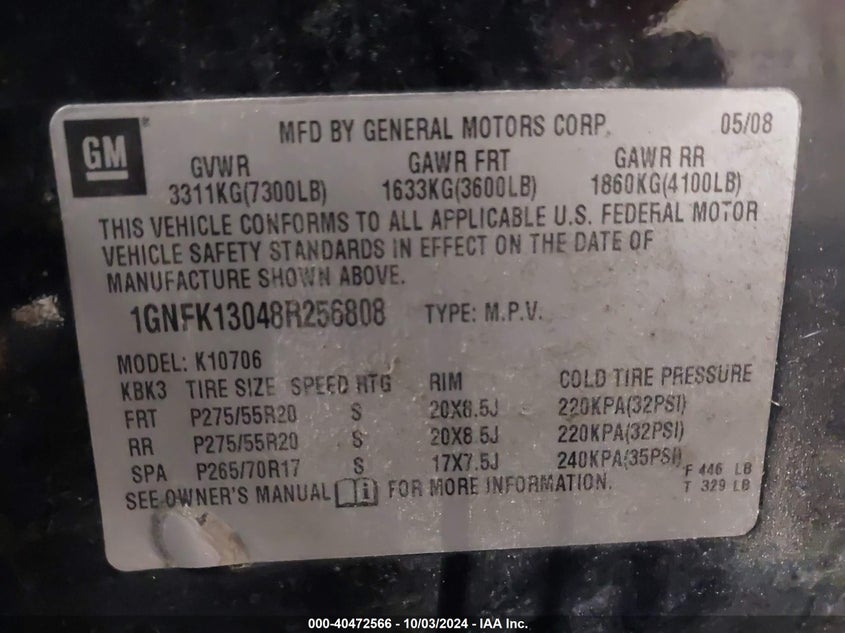 GM
MFD BY GENERAL MOTORS CORP. 05/08
GVWR GAWR FRT GAWR RR
3311KG(7300LB) 1633KG(3600LB) 1860KG(4100LB)
THIS VEHICLE CONFORMS TO ALL APPLICABLE U.S. FEDERAL MOTOR
VEHICLE SAFETY STANDARDS IN EFFECT ON THE DATE OF
MANUFACTURE SHOWN ABOVE.
1GNFK13048R256808 TYPE: M.P.V.
MODEL: K10706
KBK3 TIRE SIZE SPEED RTG RIM COLD TIRE PRESSURE
FRT P275/55R20 S 20X8.5J 220KPA(32PSI)
RR P275/55R20 S 20X8.5J 220KPA(32PSI)
SPA P265/70R17 S 17X7.5J 240KPA(35PSI)
F 446 LB
T 329 LB
SEE OWNER'S MANUAL FOR MORE INFORMATION.
000-40472566 - 10/03/2024 - IAA Inc.